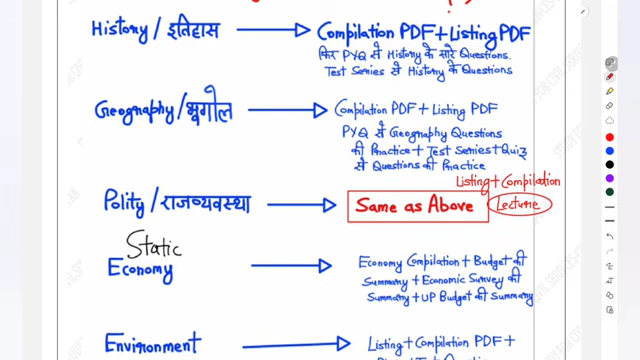 History / इतिहास → Compilation PDF + Listing PDF
फिर PYQ से History के सारे Questions.
Test Series से History के Questions
Geography / भूगोल → Compilation PDF + Listing PDF
PYQ से Geography Questions
की Practice + Test Series + Quiz
से Questions की Practice
Listing + Compilation
Polity / राजव्यवस्था → Same as Above Lecture
Static
Economy → Economy Compilation + Budget की
Summary + Economic Survey की
Summary + UP Budget की Summary
Environment → Listing + Compilation PDF +